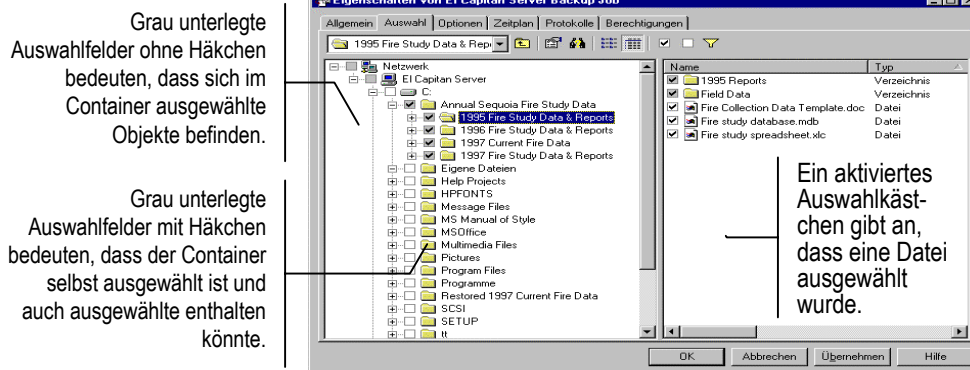 Grau unterlegte
Auswahlfelder ohne Häkchen
bedeuten, dass sich im
Container ausgewählte
Objekte befinden.
Grau unterlegte
Auswahlfelder mit Häkchen
bedeuten, dass der Container
selbst ausgewählt ist und
auch ausgewählte enthalten
könnte.
Eigenschaften von El Capitan Server Backup Job
Allgemein Auswahl Optionen Zeitplan Protokolle Berechtigungen
1995 Fire Study Data & Repo
Netzwerk
El Capitan Server
C:
Annual Sequoia Fire Study Data
1995 Fire Study Data & Reports
1996 Fire Study Data & Reports
1997 Current Fire Data
1997 Fire Study Data & Reports
Eigene Dateien
Help Projects
HPFONTS
Message Files
MS Manual of Style
MSOffice
Multimedia Files
Pictures
Program Files
Programme
Restored 1997 Current Fire Data
SCSI
SETUP
tt
Name Typ
1995 Reports Verzeichnis
Field Data Verzeichnis
Fire Collection Data Template.doc Datei
Fire study database.mdb Datei
Fire study spreadsheet.xlc Datei
Ein aktiviertes
Auswahlkäst-
chen gibt an,
dass eine Datei
ausgewählt
wurde.
OK Abbrechen Übernehmen Hilfe